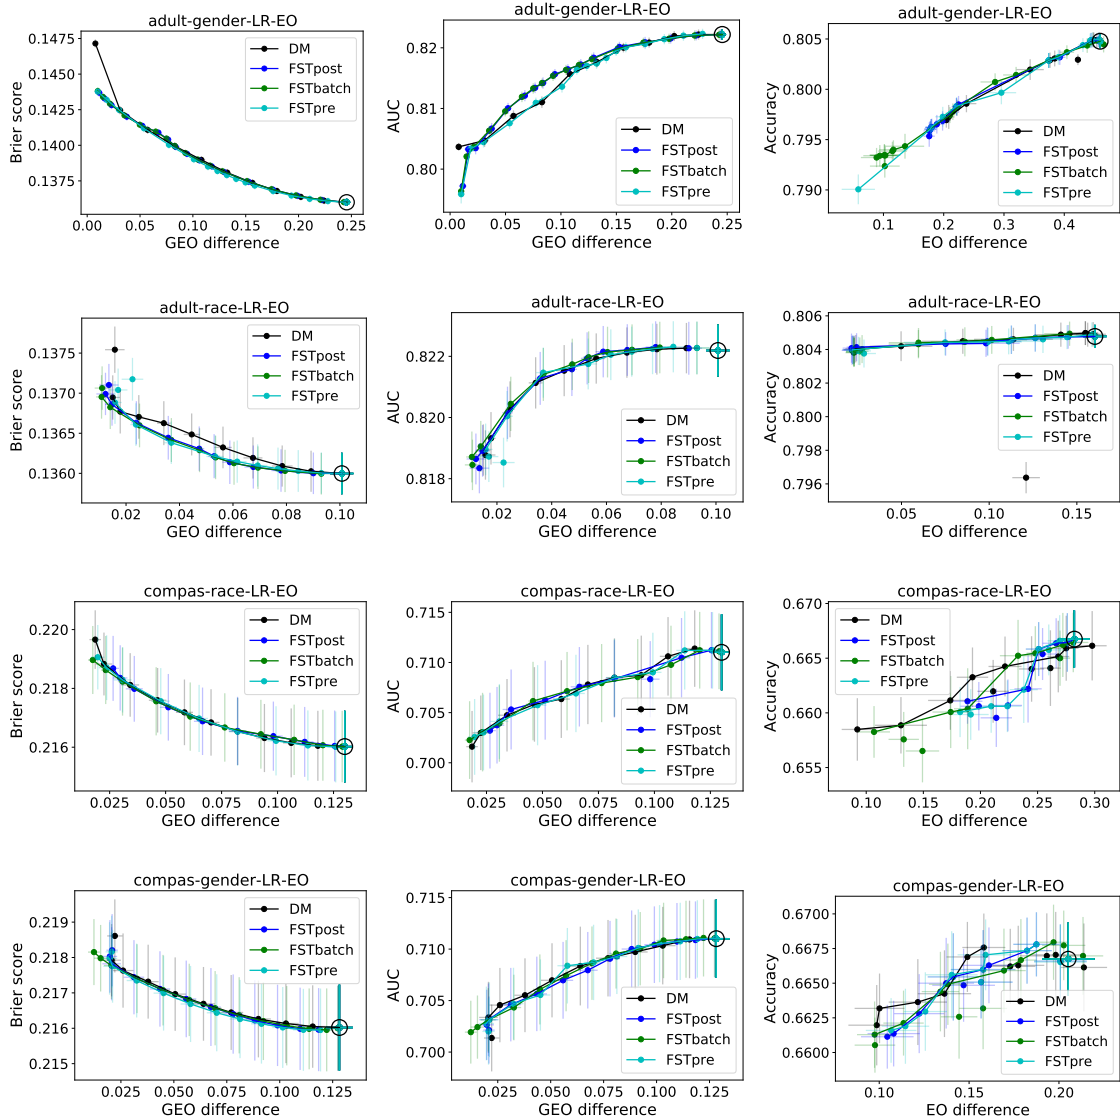 adult-gender-LR-EO
Brier score
0.1475
0.1450
0.1425
0.1400
0.1375
0.00 0.05 0.10 0.15 0.20 0.25
GEO difference
DM
FSTpost
FSTbatch
FSTpre
adult-gender-LR-EO
AUC
0.82
0.81
0.80
0.00 0.05 0.10 0.15 0.20 0.25
GEO difference
DM
FSTpost
FSTbatch
FSTpre
adult-gender-LR-EO
Accuracy
0.805
0.800
0.795
0.790
0.1 0.2 0.3 0.4
EO difference
DM
FSTpost
FSTbatch
FSTpre
adult-race-LR-EO
Brier score
0.1375
0.1370
0.1365
0.1360
0.02 0.04 0.06 0.08 0.10
GEO difference
DM
FSTpost
FSTbatch
FSTpre
adult-race-LR-EO
AUC
0.822
0.820
0.818
0.02 0.04 0.06 0.08 0.10
GEO difference
DM
FSTpost
FSTbatch
FSTpre
adult-race-LR-EO
Accuracy
0.806
0.804
0.802
0.800
0.798
0.796
0.05 0.10 0.15
EO difference
DM
FSTpost
FSTbatch
FSTpre
compas-race-LR-EO
Brier score
0.220
0.218
0.216
0.025 0.050 0.075 0.100 0.125
GEO difference
DM
FSTpost
FSTbatch
FSTpre
compas-race-LR-EO
AUC
0.715
0.710
0.705
0.700
0.025 0.050 0.075 0.100 0.125
GEO difference
DM
FSTpost
FSTbatch
FSTpre
compas-race-LR-EO
Accuracy
0.670
0.665
0.660
0.655
0.10 0.15 0.20 0.25 0.30
EO difference
DM
FSTpost
FSTbatch
FSTpre
compas-gender-LR-EO
Brier score
0.219
0.218
0.217
0.216
0.215
0.025 0.050 0.075 0.100 0.125
GEO difference
DM
FSTpost
FSTbatch
FSTpre
compas-gender-LR-EO
AUC
0.715
0.710
0.705
0.700
0.025 0.050 0.075 0.100 0.125
GEO difference
DM
FSTpost
FSTbatch
FSTpre
compas-gender-LR-EO
Accuracy
0.6700
0.6675
0.6650
0.6625
0.6600
0.10 0.15 0.20
EO difference
DM
FSTpost
FSTbatch
FSTpre